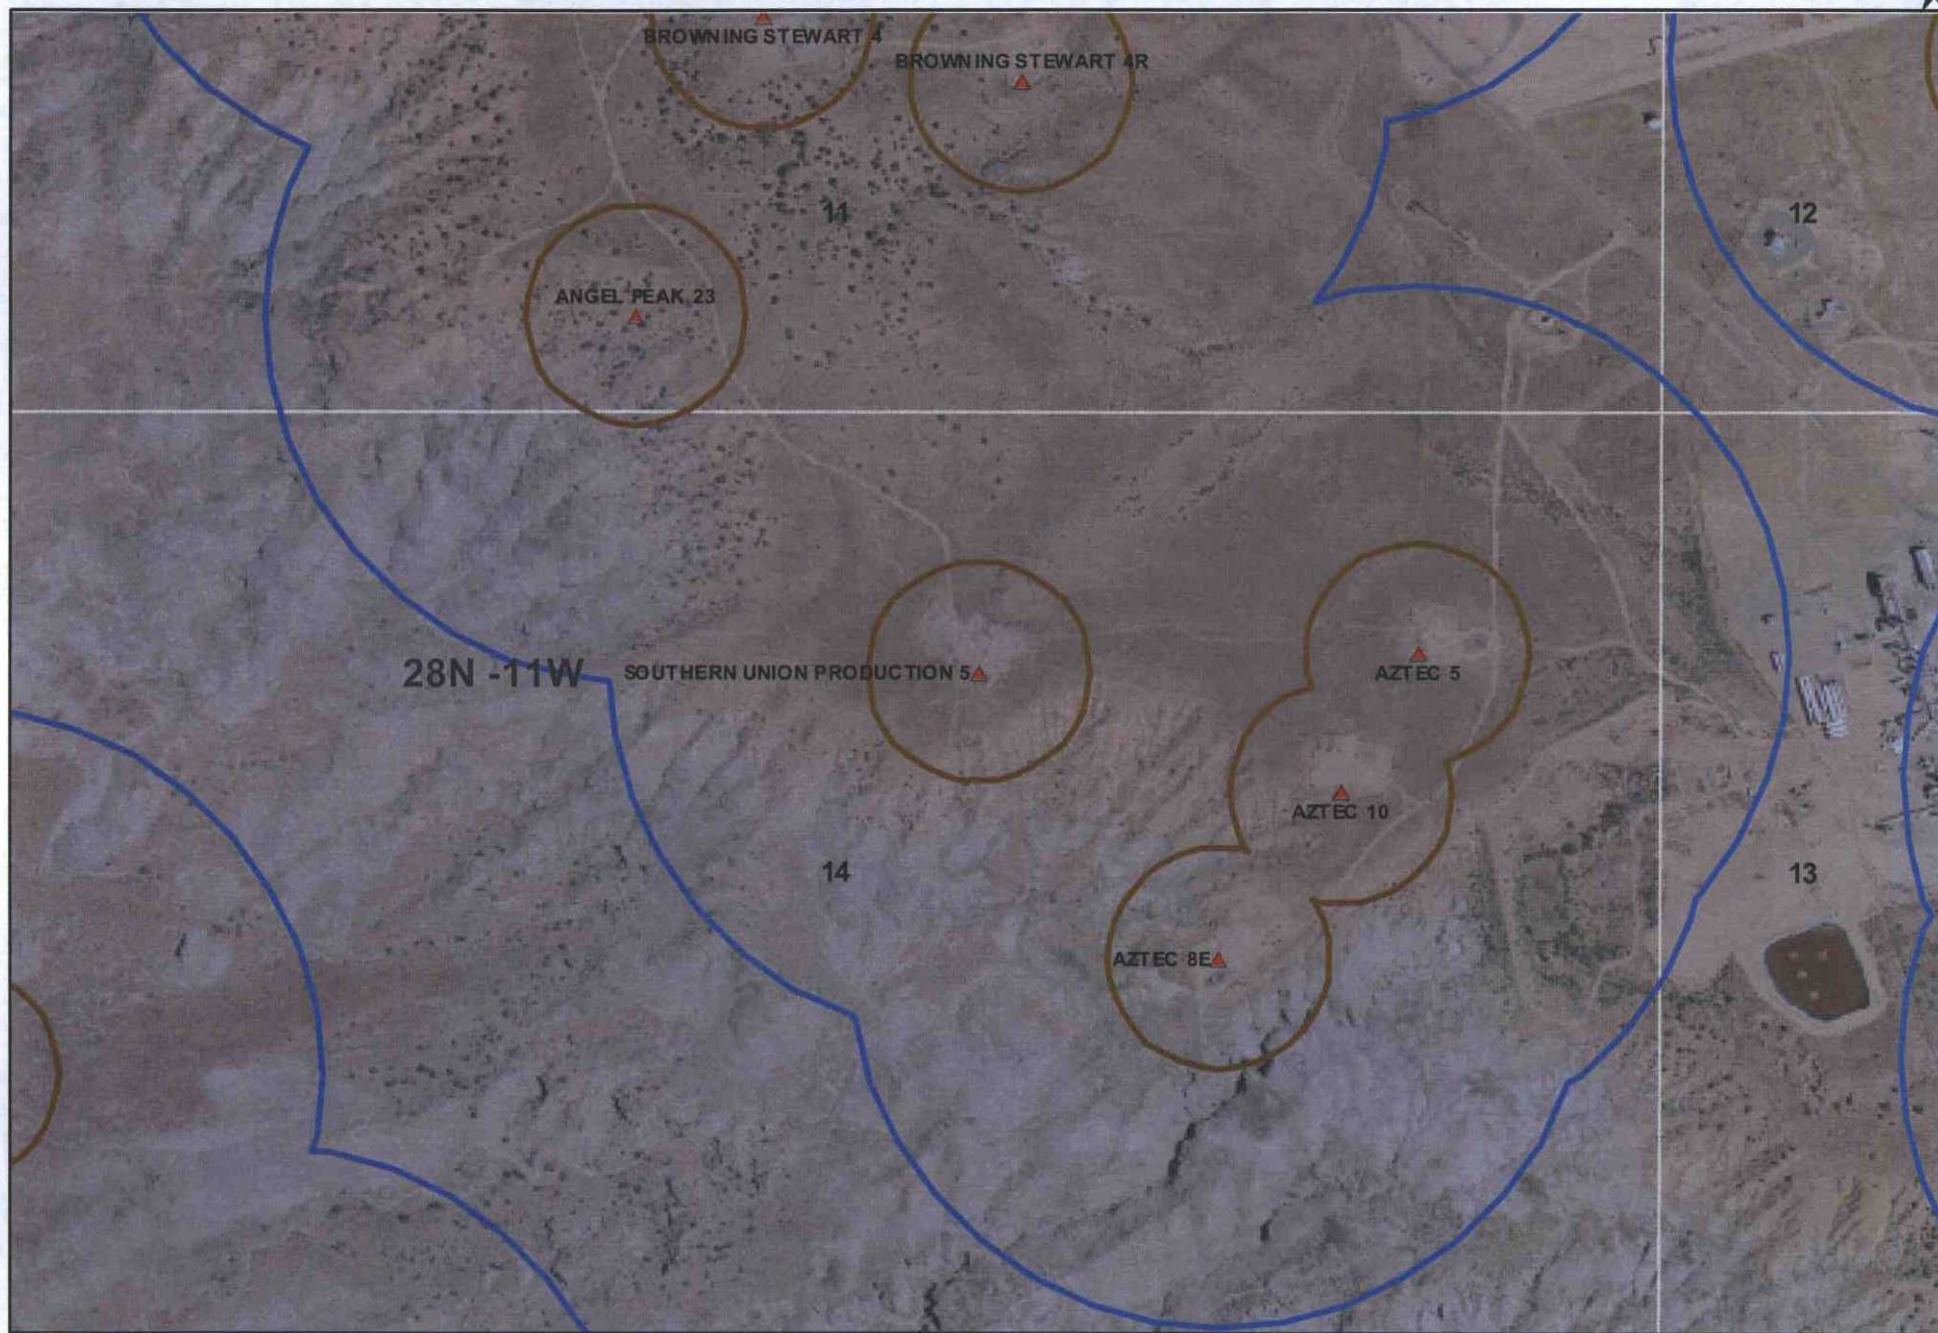 BROWNING STEWART 4
BROWNING STEWART 4R
11
12
ANGEL PEAK 23
28N -11W
SOUTHERN UNION PRODUCTION 5
AZTEC 5
AZTEC 10
14
13
AZTEC 8E